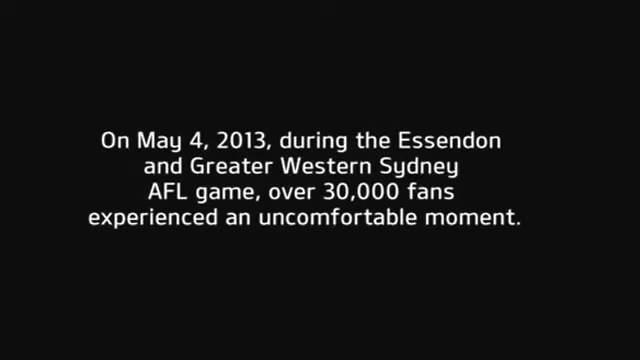 On May 4, 2013, during the Essendon
and Greater Western Sydney
AFL game, over 30,000 fans
experienced an uncomfortable moment.